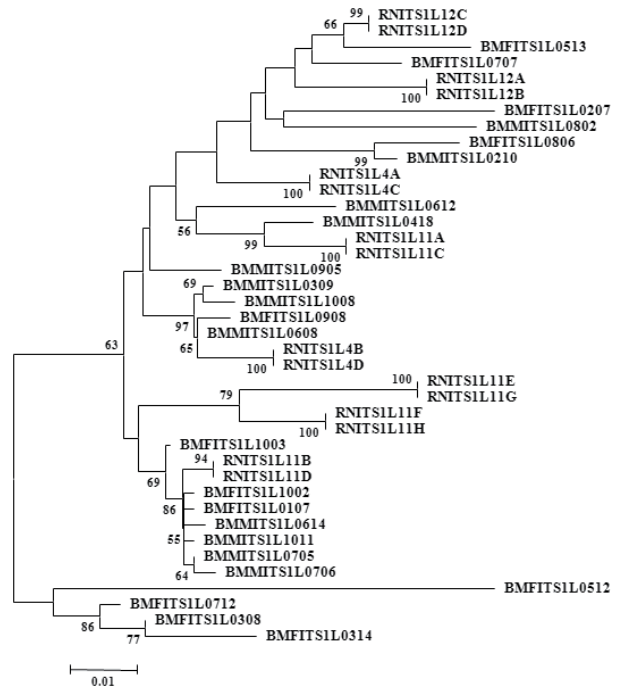 99 RNITS1L12C
66 RNITS1L12D
BMFITS1L0513
BMFITS1L0707
RNITS1L12A
100 RNITS1L12B
BMFITS1L0207
BMMITS1L0802
BMFITS1L0806
99 BMMITS1L0210
RNITS1L4A
100 RNITS1L4C
BMMITS1L0612
56 BMMITS1L0418
99 RNITS1L11A
100 RNITS1L11C
BMMITS1L0905
69 BMMITS1L0309
BMMITS1L1008
97 BMFITS1L0908
BMMITS1L0608
63 65 RNITS1L4B
100 RNITS1L4D
100 RNITS1L11E
79 RNITS1L11G
RNITS1L11F
100 RNITS1L11H
BMFITS1L1003
94 RNITS1L11B
69 RNITS1L11D
BMFITS1L1002
86 BMFITS1L0107
BMMITS1L0614
55 BMMITS1L1011
BMMITS1L0705
64 BMMITS1L0706
BMFITS1L0512
BMFITS1L0712
86 BMFITS1L0308
77 BMFITS1L0314
0.01